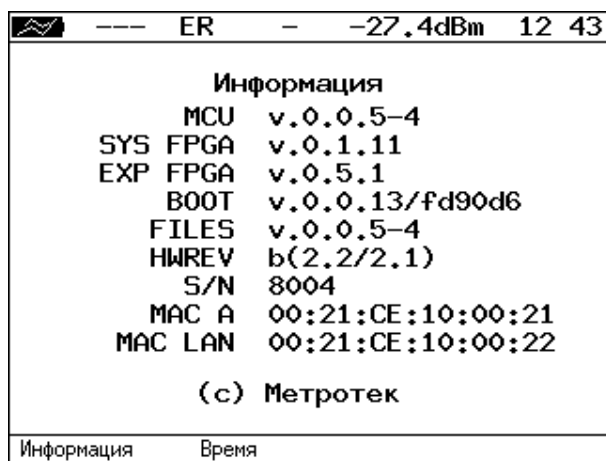 --- ER - -27.4dBm 12 43
Информация
MCU v.0.0.5-4
SYS FPGA v.0.1.11
EXP FPGA v.0.5.1
BOOT v.0.0.13/fd90d6
FILES v.0.0.5-4
HWREV b(2.2/2.1)
S/N 8004
MAC A 00:21:CE:10:00:21
MAC LAN 00:21:CE:10:00:22
(c) Метротек
Информация Время